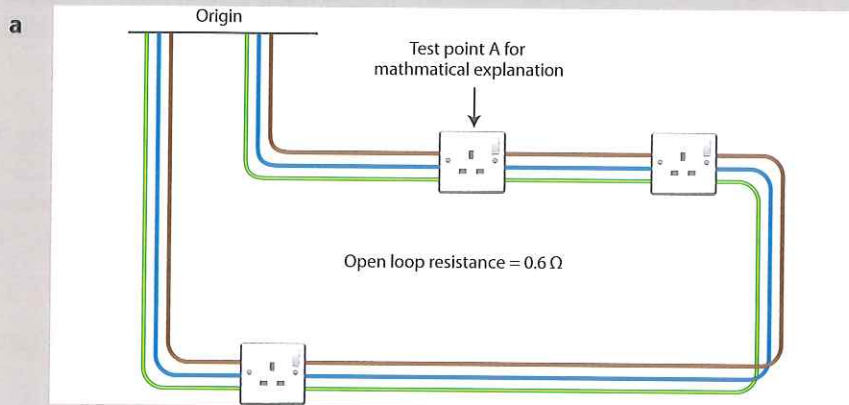 a
Origin
Test point A for
mathmatical explanation
Open loop resistance = 0.6 Ω